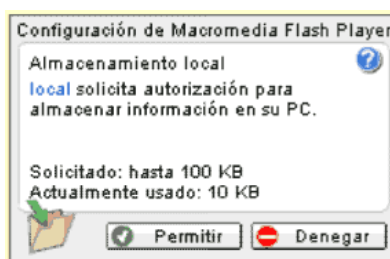 Configuración de Macromedia Flash Player
Almacenamiento local
local solicita autorización para
almacenar información en su PC.
Solicitado: hasta 100 KB
Actualmente usado: 10 KB
Permitir
Denegar